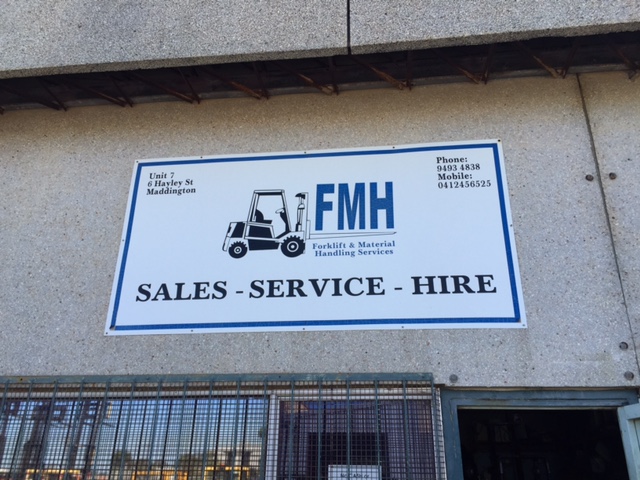 Unit 7
6 Hayley St
Maddington
Phone:
9493 4838
Mobile:
0412456525
FMH
Forklift & Material
Handling Services
SALES - SERVICE - HIRE